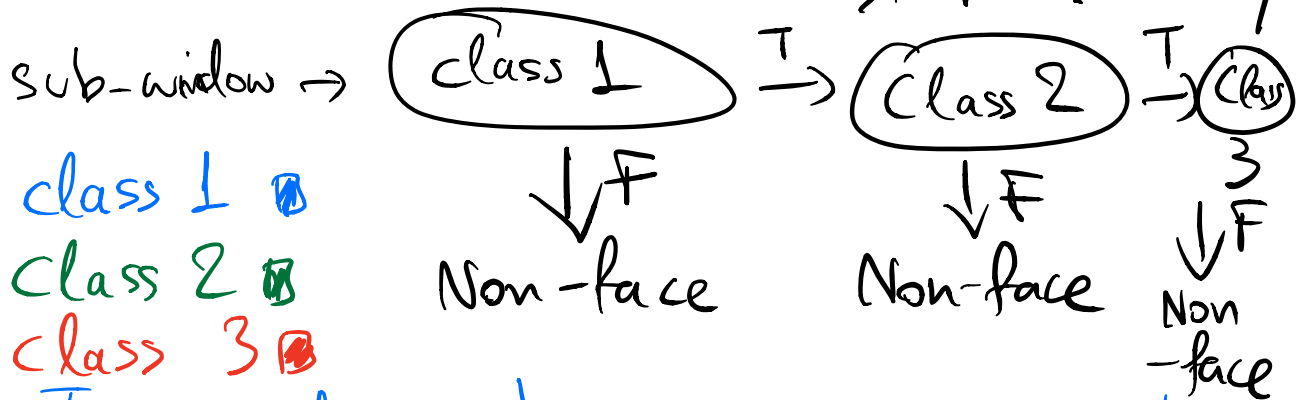 sub-window → class 1 T → Class 2 T → Class 3
F F F
Non-face Non-face Non-face
class 1
Class 2
class 3